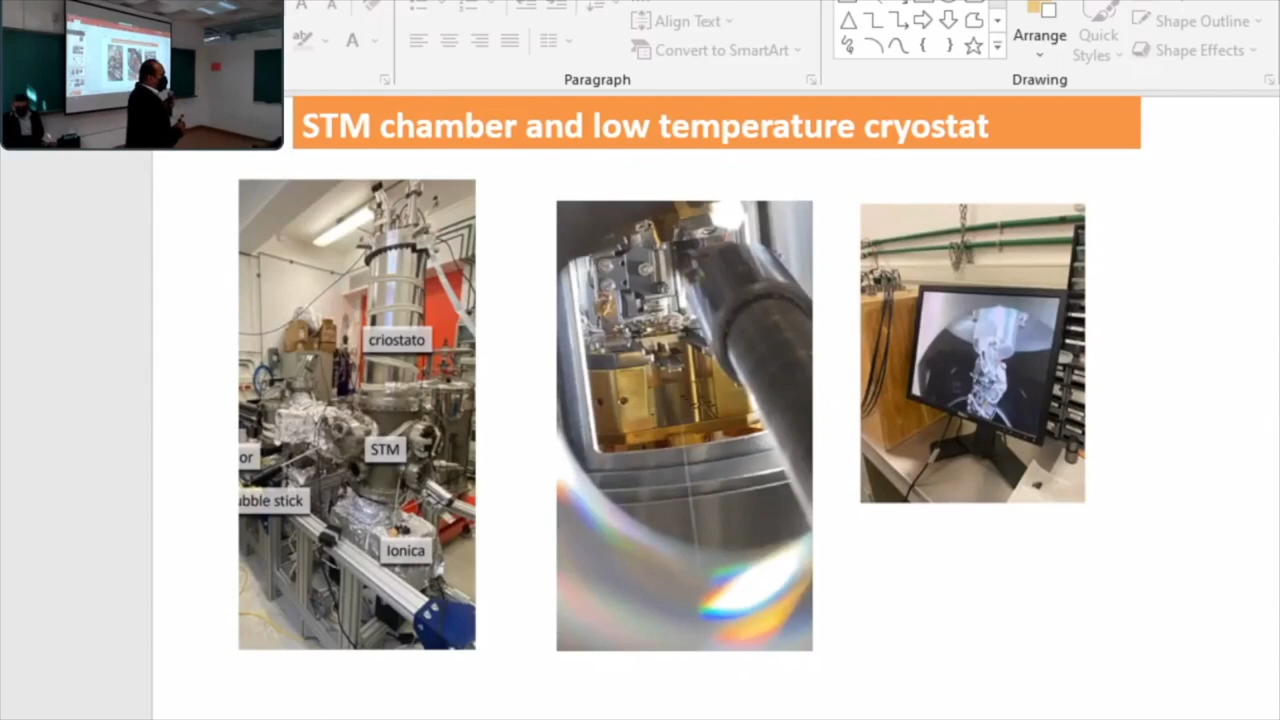 Align Text
Convert to SmartArt
Paragraph
Arrange
Quick
Styles
Shape Outline
Shape Effects
Drawing
STM chamber and low temperature cryostat
criostato
STM
or
ubble stick
Ionica